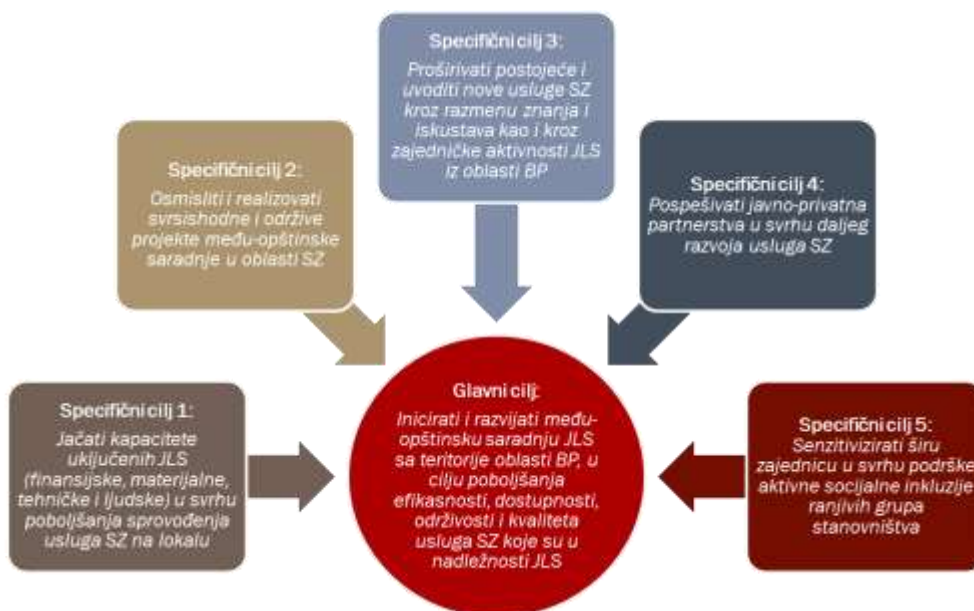 Specifični cilj 3:
Proširivati postojeće i
uvoditi nove usluge SZ
kroz razmenu znanja i
iskustava kao i kroz
zajedničke aktivnosti JLS
iz oblasti BP
Specifični cilj 2:
Osmisliti i realizovati
svrsishodne i održive
projekte među-opštinske
saradnje u oblasti SZ
Specifični cilj 4:
Pospešivati javno-privatna
partnerstva u svrhu daljeg
razvoja usluga SZ
Specifični cilj 1:
Jačati kapacitete
uključenih JLS
(finansijske, materijalne,
tehničke i ljudske) u svrhu
poboljšanja sprovođenja
usluga SZ na lokalu
Glavni cilj:
Inicirati i razvijati među-
opštinsku saradnju JLS
sa teritorije oblasti BP, u
cilju poboljšanja
efikasnosti, dostupnosti,
održivosti i kvaliteta
usluga SZ koje su u
nadležnosti JLS
Specifični cilj 5:
Senzitivizirati širu
zajednicu u svrhu podrške
aktivne socijalne inkluzije
ranjivih grupa
stanovništva